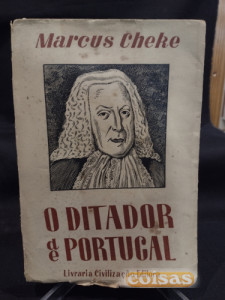 Marcus Cheke
O DITADOR
de PORTUGAL
Livraria Civilização
coisas